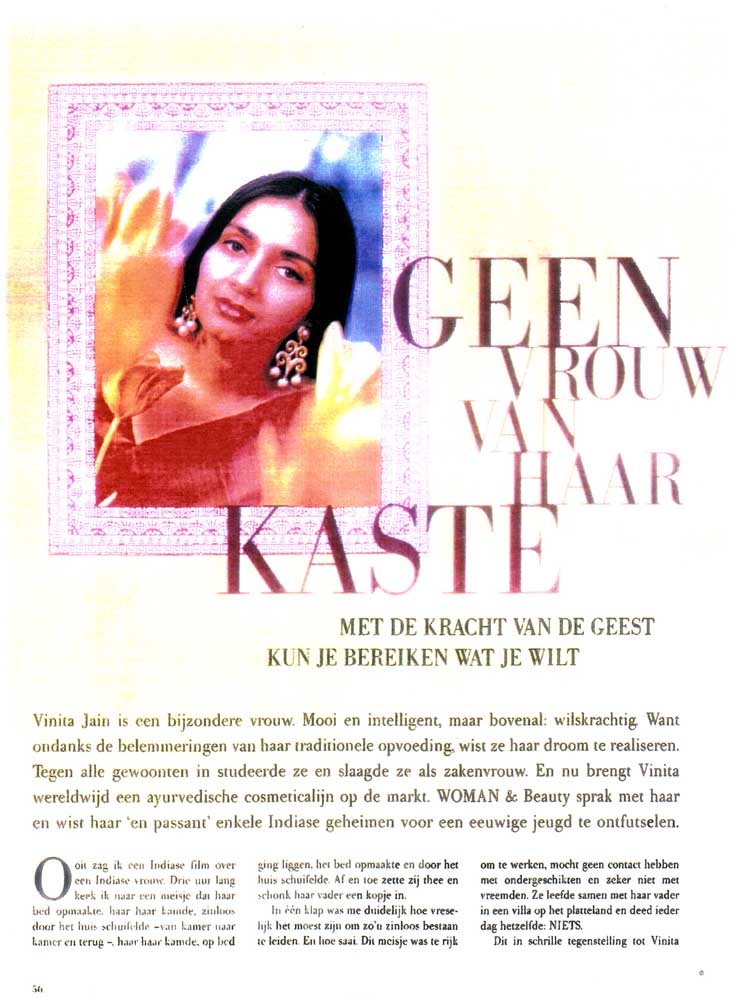 GEEN
VROUW
VAN
HAAR
KASTE
MET DE KRACHT VAN DE GEEST
KUN JE BEREIKEN WAT JE WILT
Vinita Jain is een bijzondere vrouw. Mooi en intelligent, maar bovenal: wilskrachtig. Want
ondanks de belemmeringen van haar traditionele opvoeding, wist ze haar droom te realiseren.
Tegen alle gewoonten in studeerde ze en slaagde ze als zakenvrouw. En nu brengt Vinita
wereldwijd een ayurvedische cosmeticalijn op de markt. WOMAN & Beauty sprak met haar
en wist haar 'en passant' enkele Indiase geheimen voor een eeuwige jeugd te ontfutselen.
Ooit zag ik een Indiase film over
een Indiase vrouw. Drie uur lang
keek ik naar een meisje dat haar
bed opmaakte, haar haar kamde, zinloos
door het huis schuifelde –van kamer naar
kamer en terug –, haar haar kamde, op bed
ging liggen, het bed opmaakte en door het
huis schuifelde. Af en toe zette zij thee en
schonk haar vader een kopje in.
In één klap was me duidelijk hoe vrese-
lijk het moest zijn om zo'n zinloos bestaan
te leiden. En hoe saai. Dit meisje was te rijk
om te werken, mocht geen contact hebben
met ondergeschikten en zeker niet met
vreemden. Ze leefde samen met haar vader
in een villa op het platteland en deed ieder
dag hetzelfde: NIETS.
Dit in schrille tegenstelling tot Vinita
56